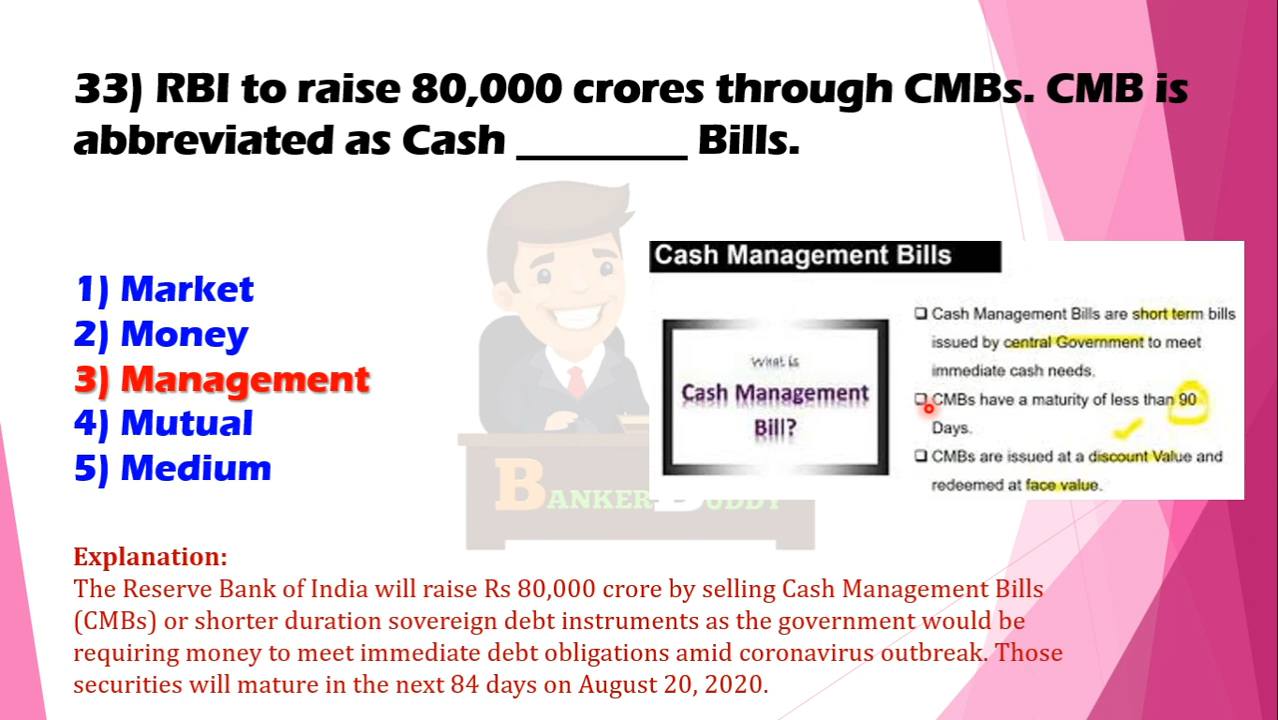 33) RBI to raise 80,000 crores through CMBs. CMB is
abbreviated as Cash ________ Bills.
1) Market
2) Money
3) Management
4) Mutual
5) Medium
Cash Management Bills
What is
Cash Management
Bill?
❑ Cash Management Bills are short term bills
issued by central Government to meet
immediate cash needs.
❑ CMBs have a maturity of less than 90
Days.
❑ CMBs are issued at a discount Value and
redeemed at face value.
BANKER BUDDY
Explanation:
The Reserve Bank of India will raise Rs 80,000 crore by selling Cash Management Bills
(CMBs) or shorter duration sovereign debt instruments as the government would be
requiring money to meet immediate debt obligations amid coronavirus outbreak. Those
securities will mature in the next 84 days on August 20, 2020.